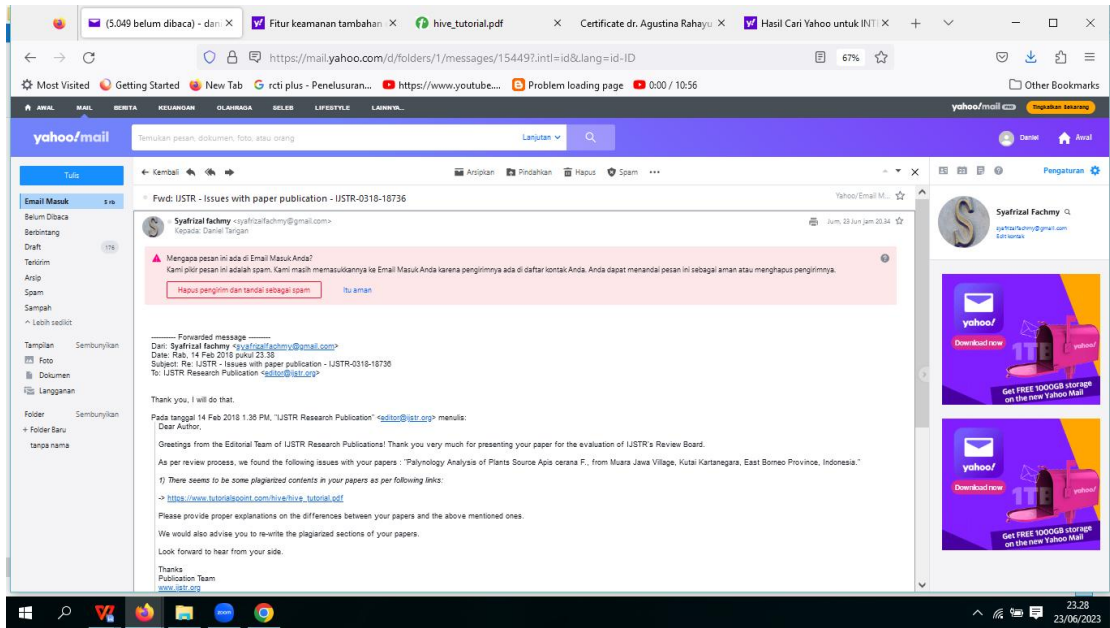 (5.049 belum dibaca) - dani
Fitur keamanan tambahan
hive_tutorial.pdf
Certificate dr. Agustina Rahayu
Hasil Cari Yahoo untuk INTI
https://mail.yahoo.com/d/folders/1/messages/15449?.intl=id&.lang=id-ID
67%
Most Visited
Getting Started
New Tab
rcti plus - Penelusuran...
https://www.youtube....
Problem loading page
0:00 / 10:56
Other Bookmarks
AWAL MAIL BERITA KEUANGAN OLAHRAGA SELEB LIFESTYLE LAINNYA...
yahoo!mail
Tingkatkan Sekarang
yahoo!mail
Temukan pesan, dokumen, foto, atau orang
Lanjutan
Daniel
Awal
Tulis
Kembali
Arsipkan
Pindahkan
Hapus
Spam
Pengaturan
Email Masuk 5 rb
Belum Dibaca
Berbintang
Draft 176
Terkirim
Arsip
Spam
Sampah
Lebih sedikit
Tampilan Sembunyikan
Foto
Dokumen
Langganan
Folder Sembunyikan
+ Folder Baru
tanpa nama
Fwd: IJSTR - Issues with paper publication - IJSTR-0318-18736
Yahoo/Email M...
Syafrizal fachmy <syafrizalfachmy@gmail.com>
Kepada: Daniel Tarigan
Jum, 23 Jun jam 20.34
Mengapa pesan ini ada di Email Masuk Anda?
Kami pikir pesan ini adalah spam. Kami masih memasukkannya ke Email Masuk Anda karena pengirimnya ada di daftar kontak Anda. Anda dapat menandai pesan ini sebagai aman atau menghapus pengirimnya.
Hapus pengirim dan tandai sebagai spam
Itu aman
---------- Forwarded message ---------
Dari: Syafrizal fachmy <syafrizalfachmy@gmail.com>
Date: Rab, 14 Feb 2018 pukul 23.38
Subject: Re: IJSTR - Issues with paper publication - IJSTR-0318-18736
To: IJSTR Research Publication <editor@ijstr.org>
Thank you, I will do that.
Pada tanggal 14 Feb 2018 1.36 PM, "IJSTR Research Publication" <editor@ijstr.org> menulis:
Dear Author,
Greetings from the Editorial Team of IJSTR Research Publications! Thank you very much for presenting your paper for the evaluation of IJSTR's Review Board.
As per review process, we found the following issues with your papers : "Palynology Analysis of Plants Source Apis cerana F., from Muara Jawa Village, Kutai Kartanegara, East Borneo Province, Indonesia."
1) There seems to be some plagiarized contents in your papers as per following links:
-> https://www.tutorialspoint.com/hive/hive_tutorial.pdf
Please provide proper explanations on the differences between your papers and the above mentioned ones.
We would also advise you to re-write the plagiarized sections of your papers.
Look forward to hear from your side.
Thanks
Publication Team
www.ijstr.org
Syafrizal Fachmy
syafrizalfachmy@gmail.com
Edit kontak
yahoo!
Download now
1TB
yahoo!
Get FREE 1000GB storage
on the new Yahoo Mail
yahoo!
Download now
1TB
yahoo!
Get FREE 1000GB storage
on the new Yahoo Mail
zoom
23.28
23/06/2023